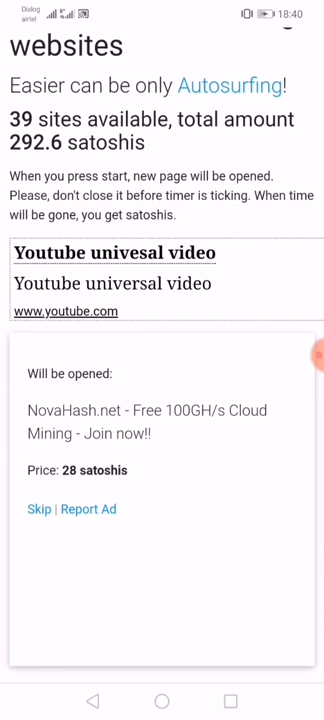 Dialog
airtel
18:40
websites
Easier can be only Autosurfing!
39 sites available, total amount
292.6 satoshis
When you press start, new page will be opened.
Please, don't close it before timer is ticking. When time
will be gone, you get satoshis.
Youtube univesal video
Youtube universal video
www.youtube.com
Will be opened:
NovaHash.net - Free 100GH/s Cloud
Mining - Join now!!
Price: 28 satoshis
Skip | Report Ad